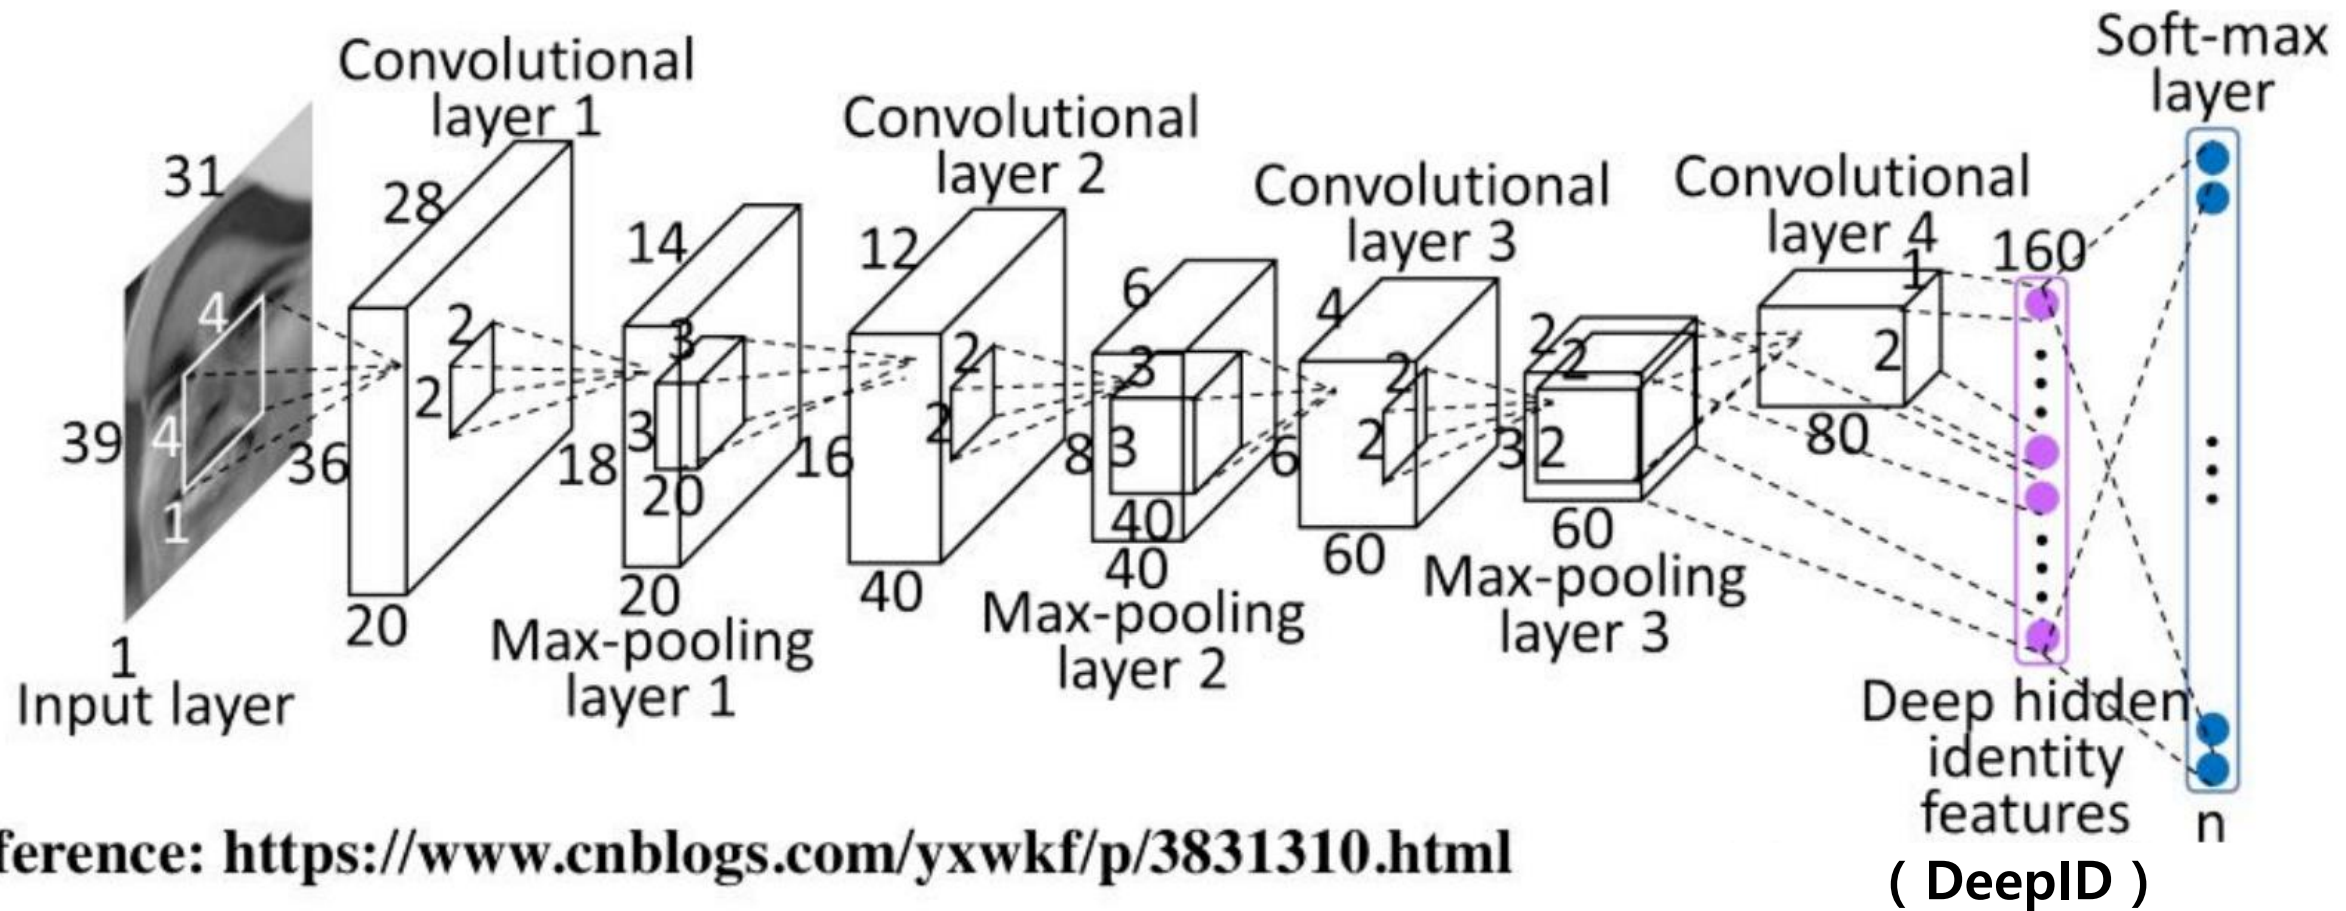 Convolutional
layer 1
Convolutional
layer 2
Convolutional
layer 3
Convolutional
layer 4
Soft-max
layer
31
39
4
4
1
1
Input layer
28
36
20
2
2
14
18
20
3
3
20
Max-pooling
layer 1
12
16
40
2
2
6
8
40
3
3
40
Max-pooling
layer 2
4
6
60
2
2
2
3
2
2
60
Max-pooling
layer 3
1
2
80
160
Deep hidden
identity
features
( DeepID )
n
ference: https://www.cnblogs.com/yxwkf/p/3831310.html